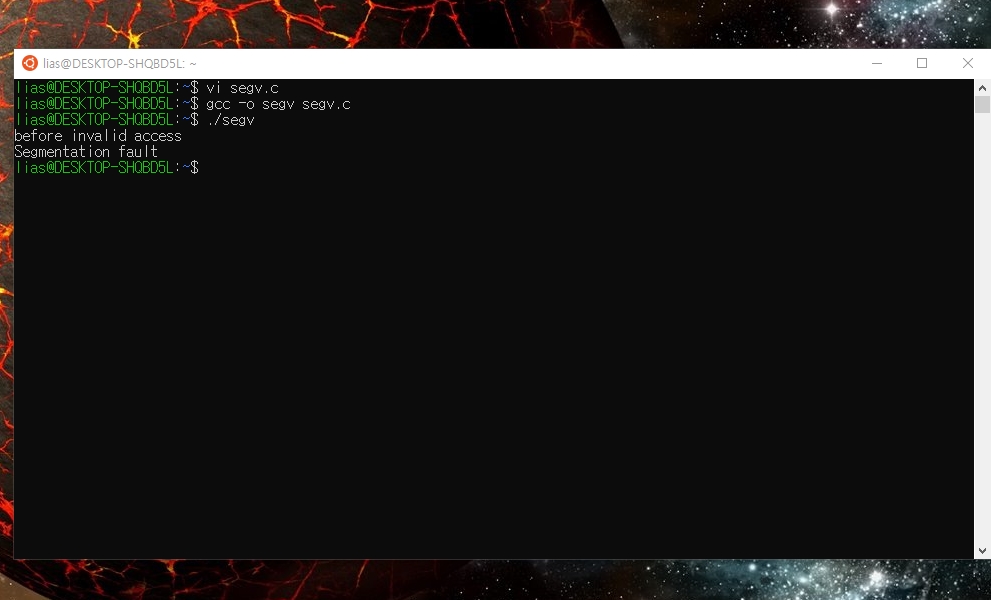 lias@DESKTOP-SHQBD5L: ~
lias@DESKTOP-SHQBD5L:~$ vi segv.c
lias@DESKTOP-SHQBD5L:~$ gcc -o segv segv.c
lias@DESKTOP-SHQBD5L:~$ ./segv
before invalid access
Segmentation fault
lias@DESKTOP-SHQBD5L:~$